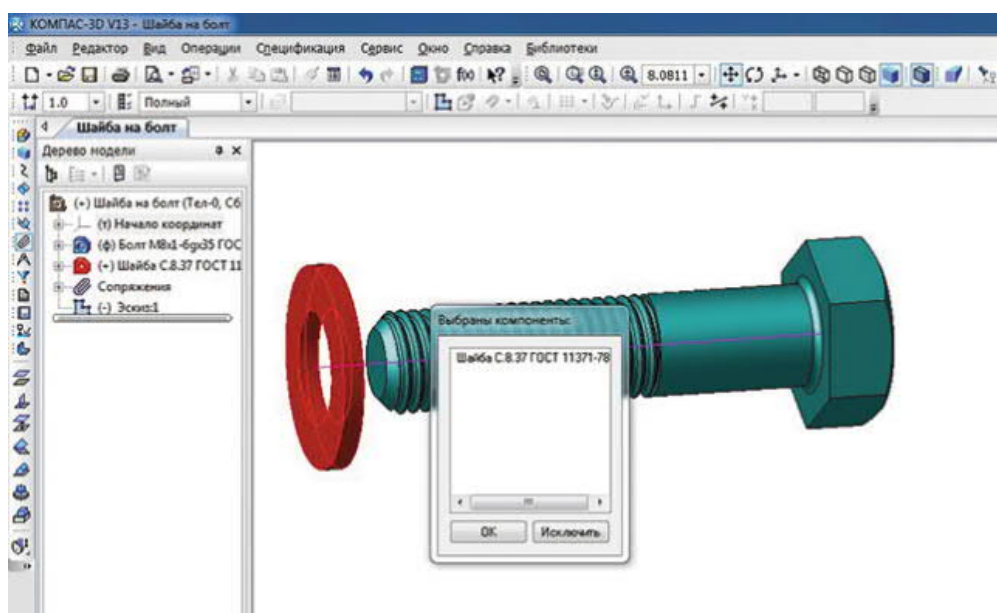 КОМПАС-3D V13 - Шайба на болт
Файл Редактор Вид Операции Спецификация Сервис Окно Справка Библиотеки
8.0811
1.0 Полный
Шайба на болт
Дерево модели
(+) Шайба на болт (Тел-0, Сб
(т) Начало координат
(ф) Болт М8х1-6gх35 ГОС
(+) Шайба С.8.37 ГОСТ 11
Сопряжения
(-) Эскиз:1
Выбраны компоненты:
Шайба С.8.37 ГОСТ 11371-78
ОК Исключить